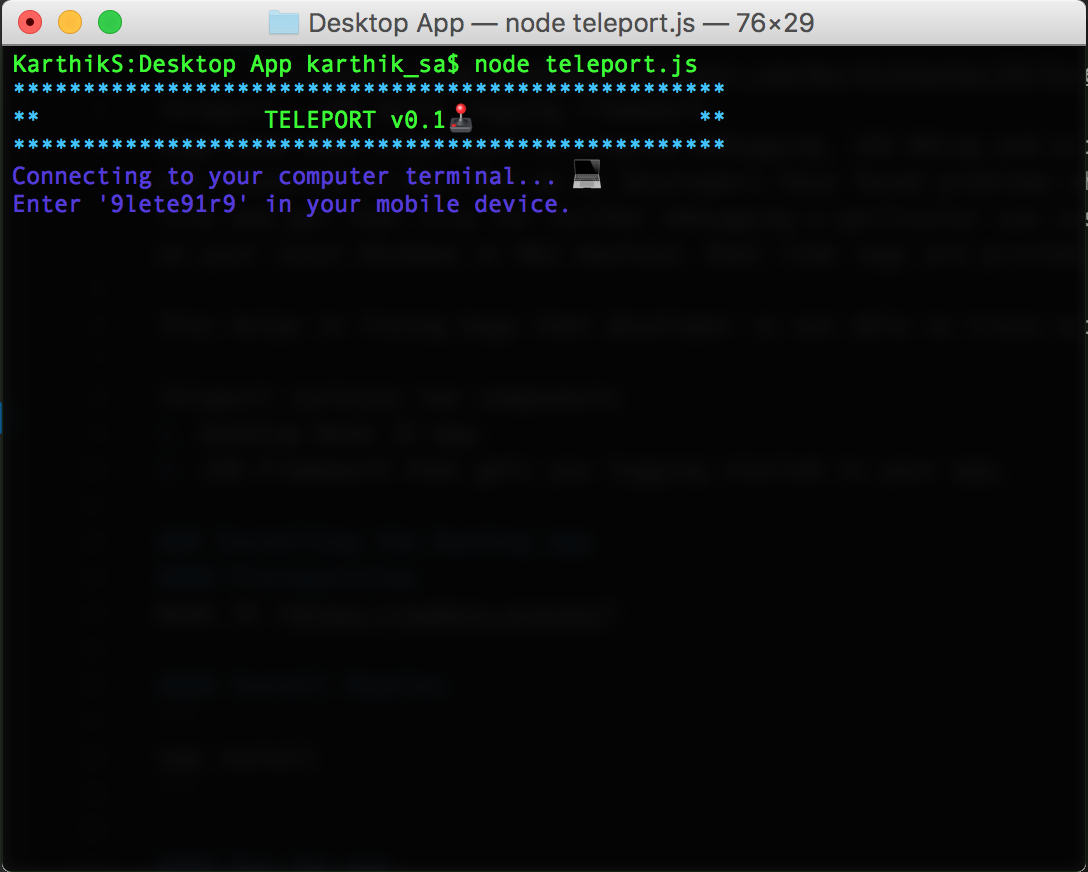 Desktop App — node teleport.js — 76×29
KarthikS:Desktop App karthik_sa$ node teleport.js
***************************************************
** TELEPORT v0.1🕹 **
***************************************************
Connecting to your computer terminal... 💻
Enter '9lete91r9' in your mobile device.